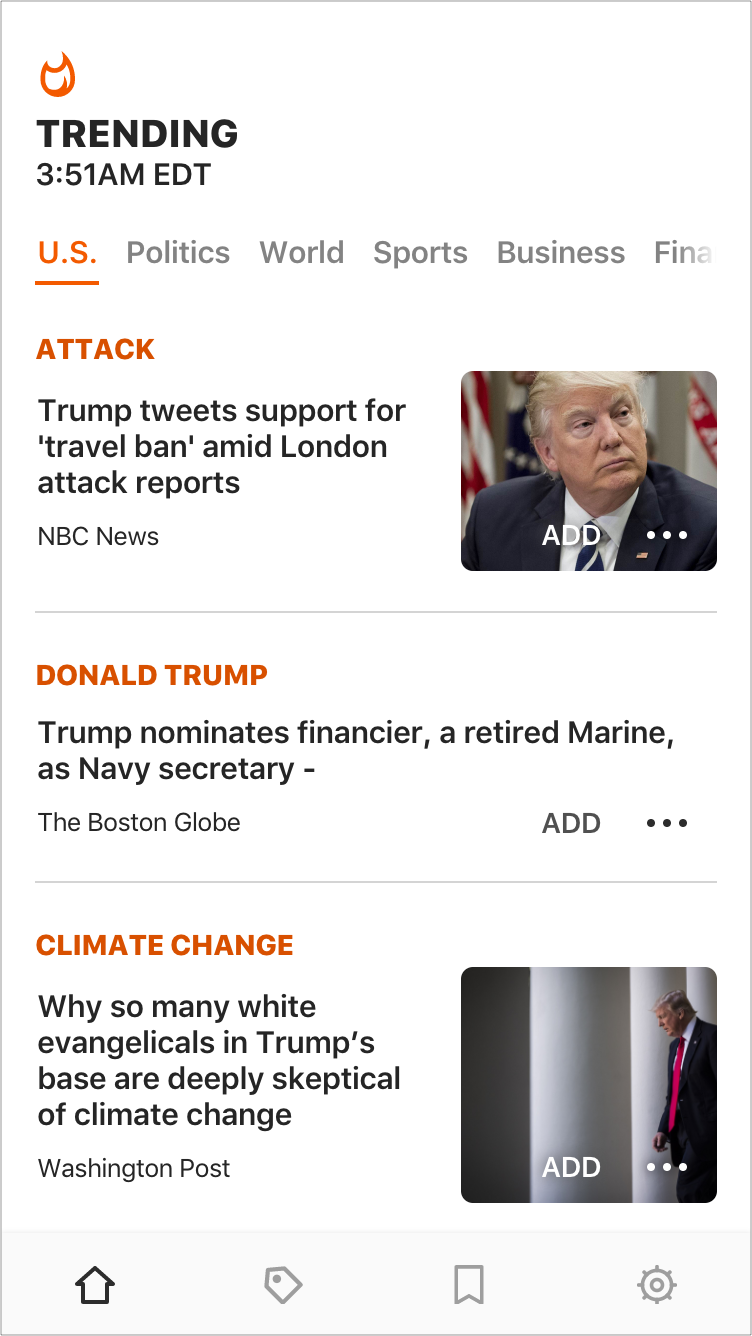 TRENDING
3:51AM EDT
U.S. Politics World Sports Business Fina
ATTACK
Trump tweets support for
'travel ban' amid London
attack reports
NBC News
ADD
DONALD TRUMP
Trump nominates financier, a retired Marine,
as Navy secretary -
The Boston Globe
ADD
CLIMATE CHANGE
Why so many white
evangelicals in Trump’s
base are deeply skeptical
of climate change
Washington Post
ADD